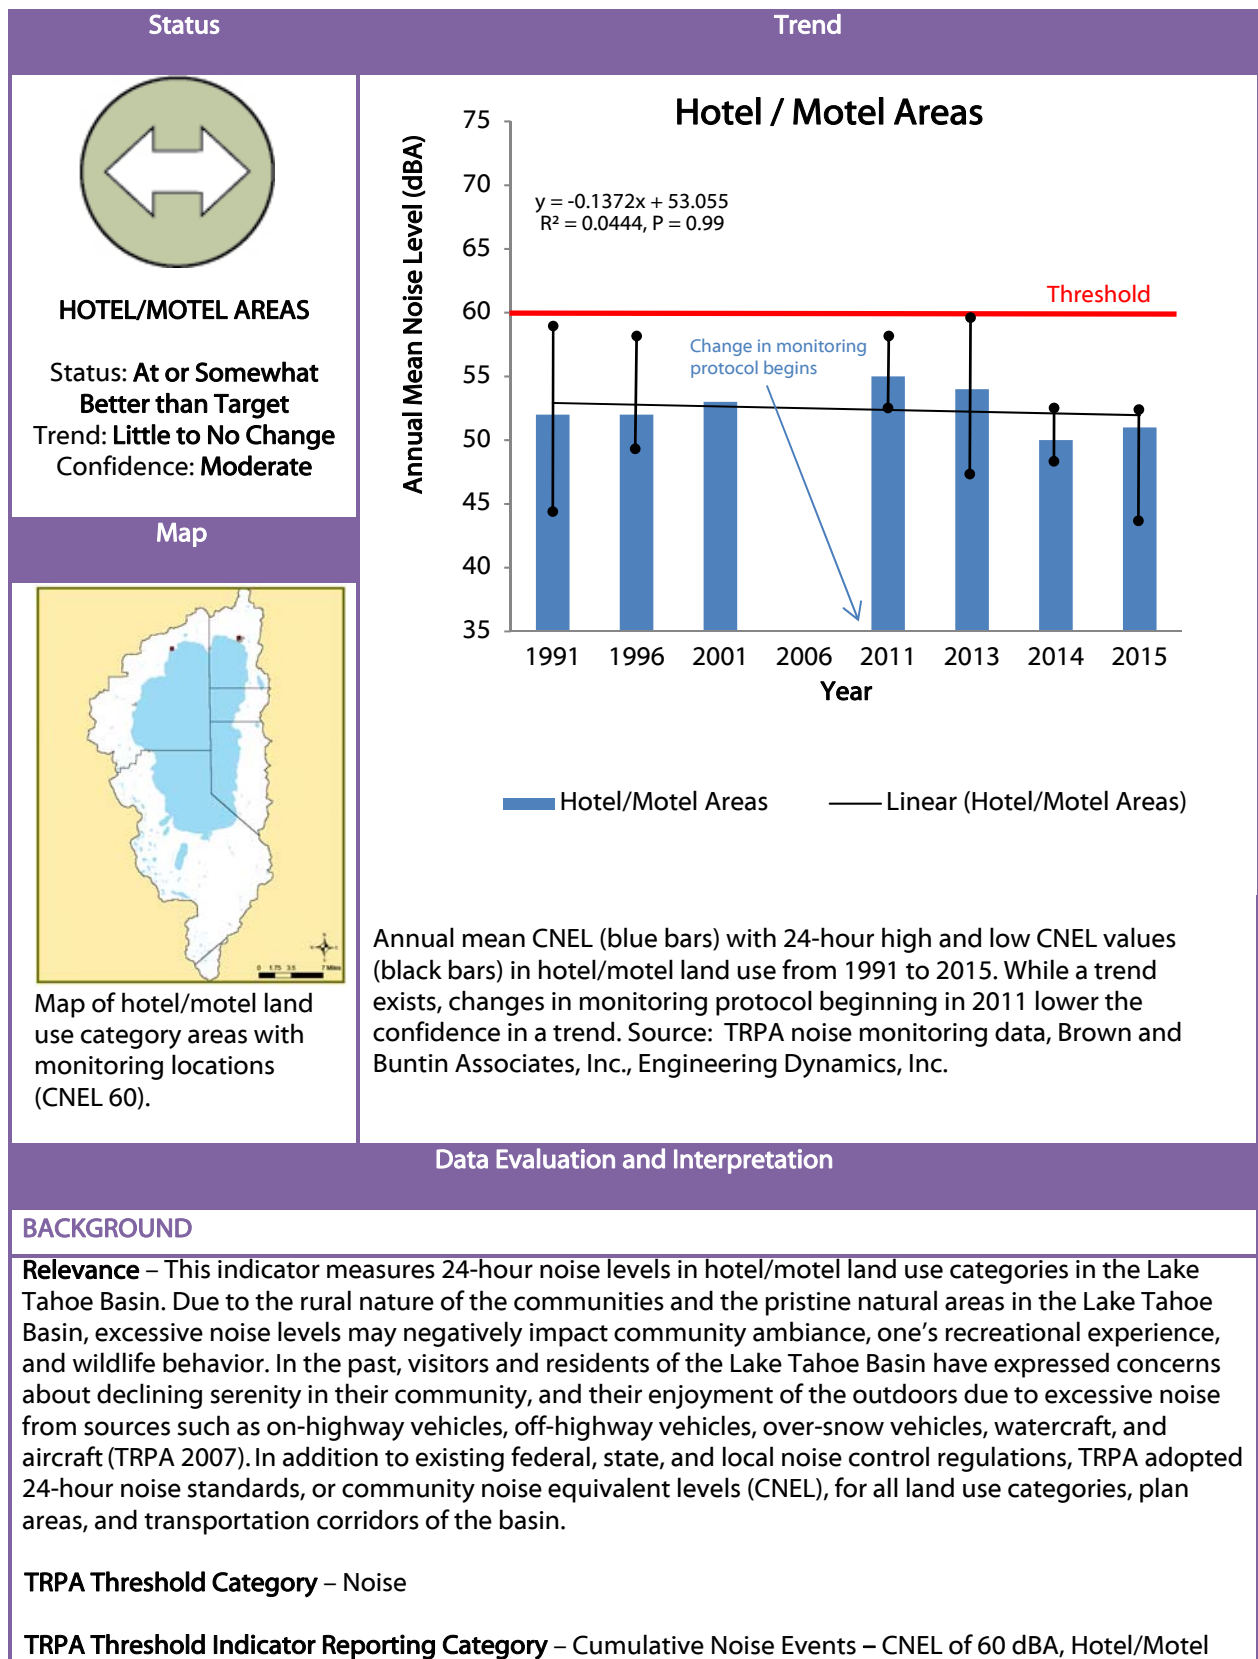 Status
Trend
HOTEL/MOTEL AREAS
Status: At or Somewhat
Better than Target
Trend: Little to No Change
Confidence: Moderate
Map
0 1.75 3.5 7 Miles
Map of hotel/motel land
use category areas with
monitoring locations
(CNEL 60).
Hotel / Motel Areas
Annual Mean Noise Level (dBA)
75
70
65
60
55
50
45
40
35
y = -0.1372x + 53.055
R² = 0.0444, P = 0.99
Threshold
Change in monitoring
protocol begins
1991 1996 2001 2006 2011 2013 2014 2015
Year
Hotel/Motel Areas Linear (Hotel/Motel Areas)
Annual mean CNEL (blue bars) with 24-hour high and low CNEL values
(black bars) in hotel/motel land use from 1991 to 2015. While a trend
exists, changes in monitoring protocol beginning in 2011 lower the
confidence in a trend. Source: TRPA noise monitoring data, Brown and
Buntin Associates, Inc., Engineering Dynamics, Inc.
Data Evaluation and Interpretation
BACKGROUND
Relevance – This indicator measures 24-hour noise levels in hotel/motel land use categories in the Lake
Tahoe Basin. Due to the rural nature of the communities and the pristine natural areas in the Lake Tahoe
Basin, excessive noise levels may negatively impact community ambiance, one’s recreational experience,
and wildlife behavior. In the past, visitors and residents of the Lake Tahoe Basin have expressed concerns
about declining serenity in their community, and their enjoyment of the outdoors due to excessive noise
from sources such as on-highway vehicles, off-highway vehicles, over-snow vehicles, watercraft, and
aircraft (TRPA 2007). In addition to existing federal, state, and local noise control regulations, TRPA adopted
24-hour noise standards, or community noise equivalent levels (CNEL), for all land use categories, plan
areas, and transportation corridors of the basin.
TRPA Threshold Category – Noise
TRPA Threshold Indicator Reporting Category – Cumulative Noise Events – CNEL of 60 dBA, Hotel/Motel